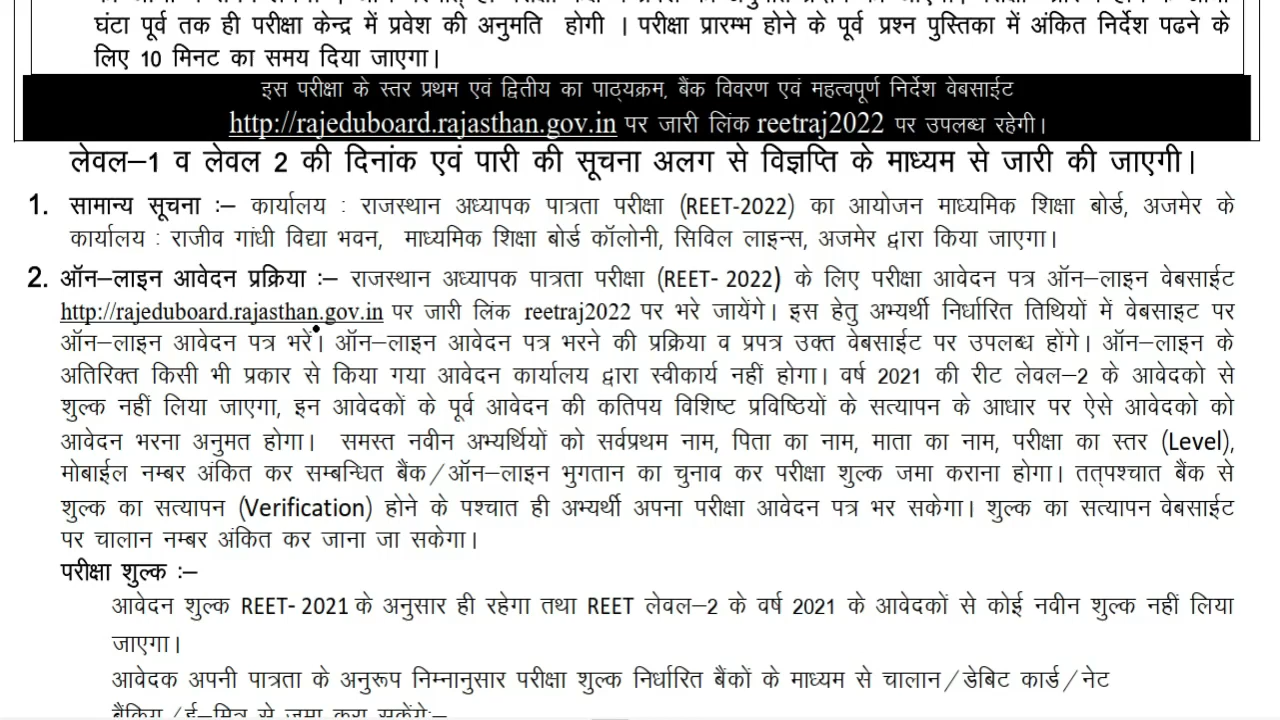 घंटा पूर्व तक ही परीक्षा केन्द्र में प्रवेश की अनुमति होगी । परीक्षा प्रारम्भ होने के पूर्व प्रश्न पुस्तिका में अंकित निर्देश पढने के
लिए 10 मिनट का समय दिया जाएगा।
इस परीक्षा के स्तर प्रथम एवं द्वितीय का पाठ्यक्रम, बैंक विवरण एवं महत्वपूर्ण निर्देश वेबसाईट
http://rajeduboard.rajasthan.gov.in पर जारी लिंक reetraj2022 पर उपलब्ध रहेगी।
लेवल–1 व लेवल 2 की दिनांक एवं पारी की सूचना अलग से विज्ञप्ति के माध्यम से जारी की जाएगी।
1. सामान्य सूचना :– कार्यालय : राजस्थान अध्यापक पात्रता परीक्षा (REET-2022) का आयोजन माध्यमिक शिक्षा बोर्ड, अजमेर के
कार्यालय : राजीव गांधी विद्या भवन, माध्यमिक शिक्षा बोर्ड कॉलोनी, सिविल लाइन्स, अजमेर द्वारा किया जाएगा।
2. ऑन–लाइन आवेदन प्रक्रिया :– राजस्थान अध्यापक पात्रता परीक्षा (REET- 2022) के लिए परीक्षा आवेदन पत्र ऑन–लाइन वेबसाईट
http://rajeduboard.rajasthan.gov.in पर जारी लिंक reetraj2022 पर भरे जायेंगे। इस हेतु अभ्यर्थी निर्धारित तिथियों में वेबसाइट पर
ऑन–लाइन आवेदन पत्र भरें। ऑन–लाइन आवेदन पत्र भरने की प्रक्रिया व प्रपत्र उक्त वेबसाईट पर उपलब्ध होंगे। ऑन–लाइन के
अतिरिक्त किसी भी प्रकार से किया गया आवेदन कार्यालय द्वारा स्वीकार्य नहीं होगा। वर्ष 2021 की रीट लेवल–2 के आवेदको से
शुल्क नहीं लिया जाएगा, इन आवेदकों के पूर्व आवेदन की कतिपय विशिष्ट प्रविष्टियों के सत्यापन के आधार पर ऐसे आवेदको को
आवेदन भरना अनुमत होगा। समस्त नवीन अभ्यर्थियों को सर्वप्रथम नाम, पिता का नाम, माता का नाम, परीक्षा का स्तर (Level),
मोबाईल नम्बर अंकित कर सम्बन्धित बैंक/ऑन–लाइन भुगतान का चुनाव कर परीक्षा शुल्क जमा कराना होगा। तत्पश्चात बैंक से
शुल्क का सत्यापन (Verification) होने के पश्चात ही अभ्यर्थी अपना परीक्षा आवेदन पत्र भर सकेगा। शुल्क का सत्यापन वेबसाईट
पर चालान नम्बर अंकित कर जाना जा सकेगा।
परीक्षा शुल्क :–
आवेदन शुल्क REET- 2021 के अनुसार ही रहेगा तथा REET लेवल–2 के वर्ष 2021 के आवेदकों से कोई नवीन शुल्क नहीं लिया
जाएगा।
आवेदक अपनी पात्रता के अनुरूप निम्नानुसार परीक्षा शुल्क निर्धारित बैंकों के माध्यम से चालान/डेबिट कार्ड/नेट
बैंकिग/ई–मित्र से जमा करा सकेंगे:–